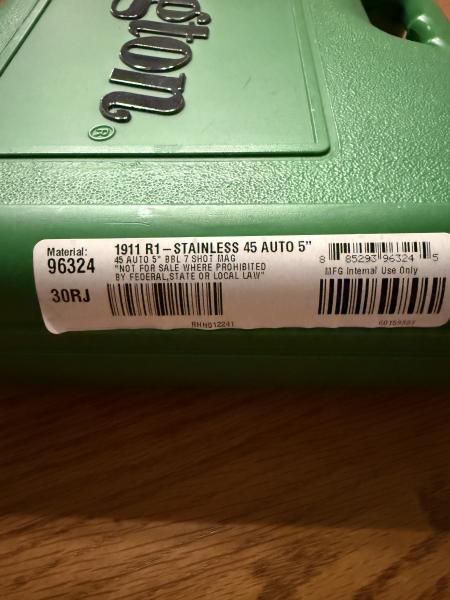 ngton®
Material:
96324
30RJ
1911 R1-STAINLESS 45 AUTO 5"
45 AUTO 5" BBL 7 SHOT MAG
"NOT FOR SALE WHERE PROHIBITED
BY FEDERAL,STATE OR LOCAL LAW"
8 85293 96324 5
MFG Internal Use Only